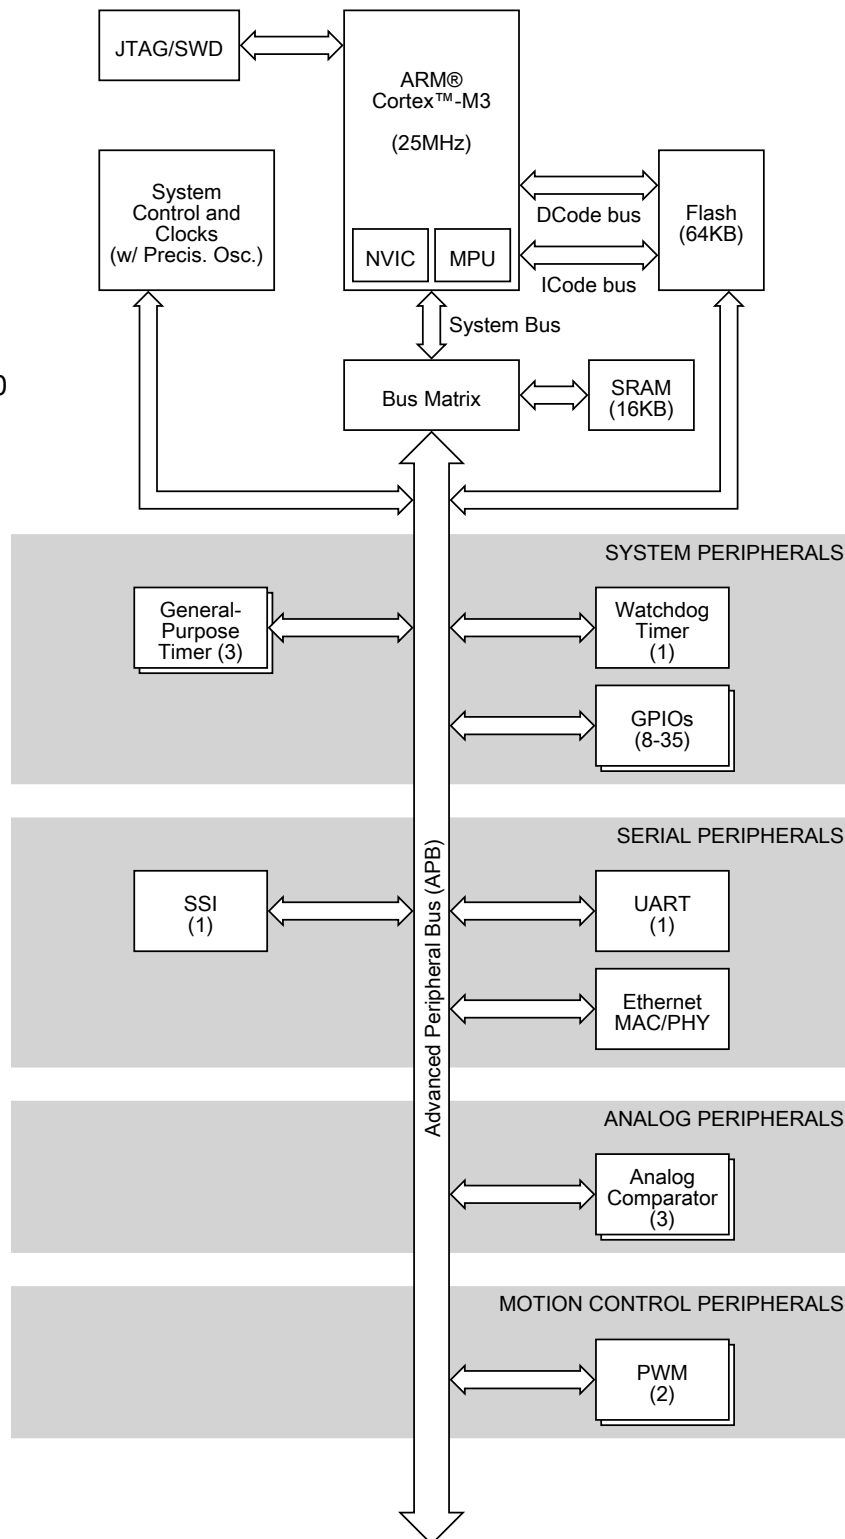 JTAG/SWD
ARM®
Cortex™-M3
(25MHz)
System
Control and
Clocks
(w/ Precis. Osc.)
NVIC
MPU
DCode bus
ICode bus
Flash
(64KB)
System Bus
0
Bus Matrix
SRAM
(16KB)
SYSTEM PERIPHERALS
General-
Purpose
Timer (3)
Watchdog
Timer
(1)
GPIOs
(8-35)
Advanced Peripheral Bus (APB)
SERIAL PERIPHERALS
SSI
(1)
UART
(1)
Ethernet
MAC/PHY
ANALOG PERIPHERALS
Analog
Comparator
(3)
MOTION CONTROL PERIPHERALS
PWM
(2)